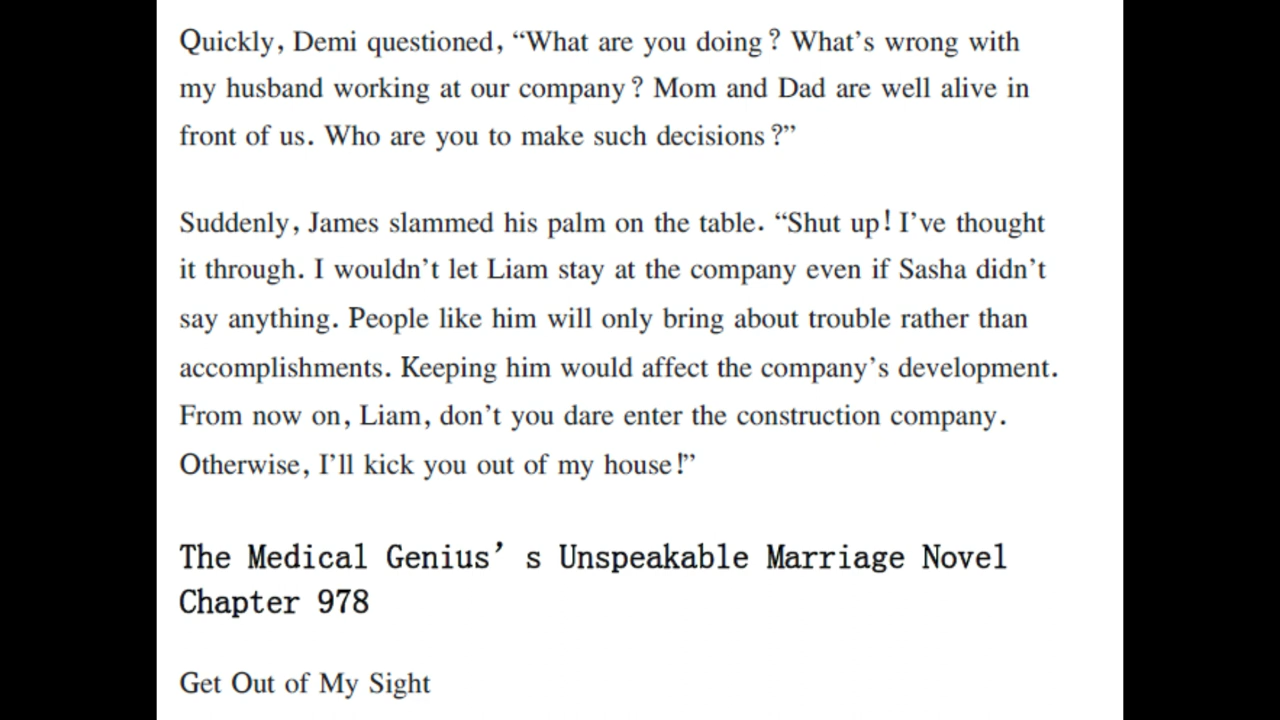 Quickly, Demi questioned, “What are you doing? What’s wrong with
my husband working at our company? Mom and Dad are well alive in
front of us. Who are you to make such decisions?”
Suddenly, James slammed his palm on the table. “Shut up! I’ve thought
it through. I wouldn’t let Liam stay at the company even if Sasha didn’t
say anything. People like him will only bring about trouble rather than
accomplishments. Keeping him would affect the company’s development.
From now on, Liam, don’t you dare enter the construction company.
Otherwise, I’ll kick you out of my house!”
The Medical Genius’ s Unspeakable Marriage Novel
Chapter 978
Get Out of My Sight